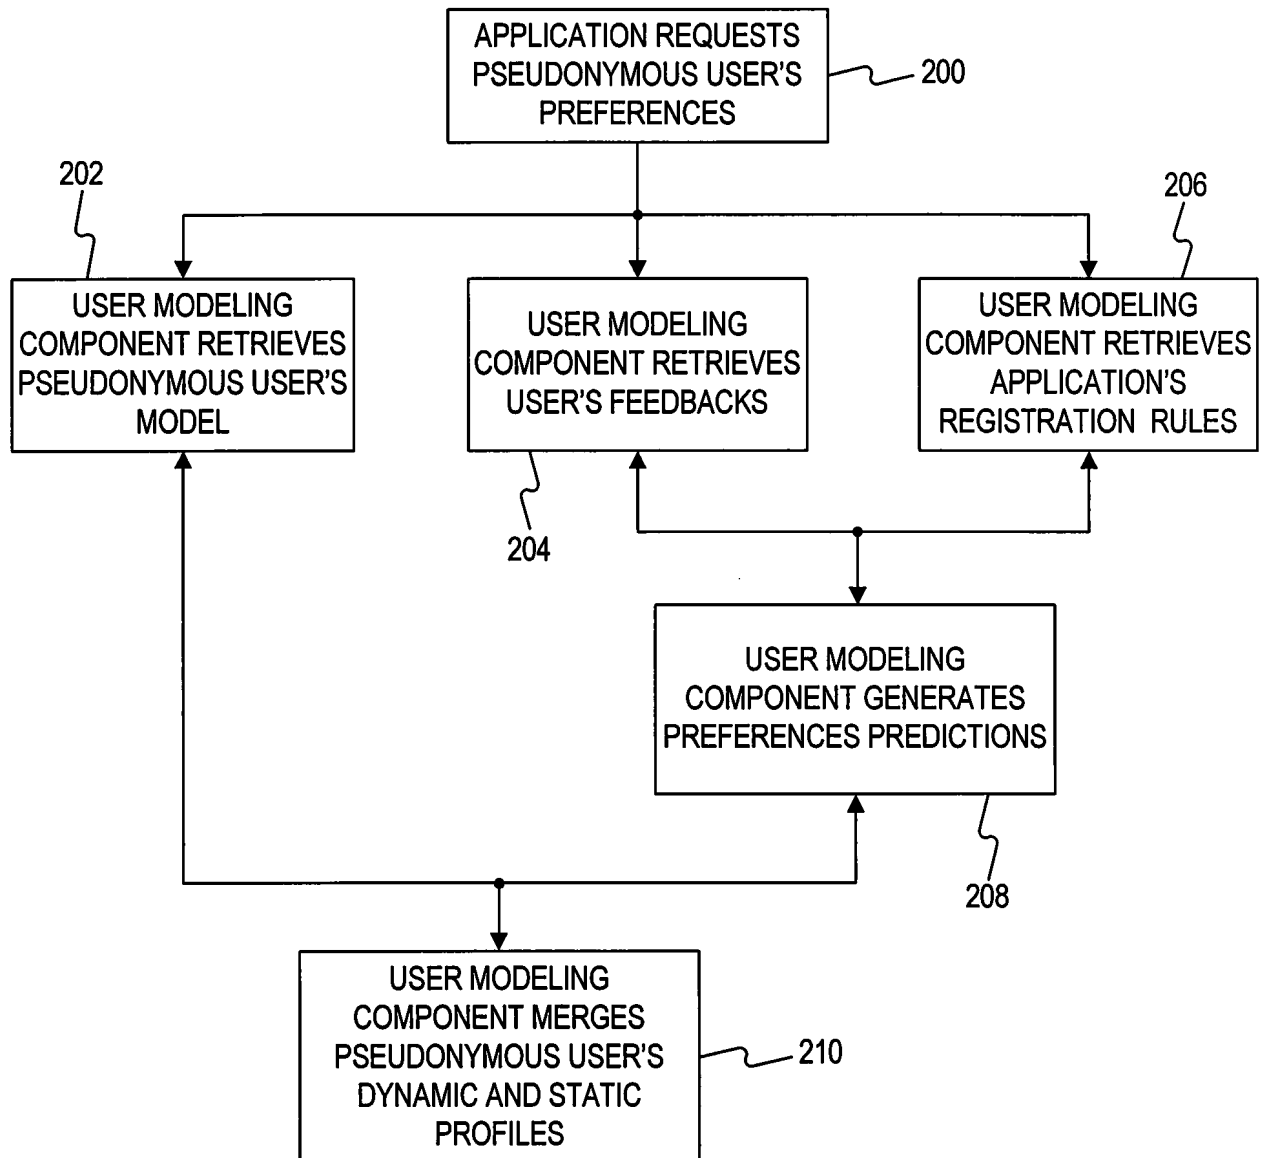 APPLICATION REQUESTS
PSEUDONYMOUS USER'S
PREFERENCES
200
202
206
USER MODELING
COMPONENT RETRIEVES
PSEUDONYMOUS USER'S
MODEL
USER MODELING
COMPONENT RETRIEVES
USER'S FEEDBACKS
USER MODELING
COMPONENT RETRIEVES
APPLICATION'S
REGISTRATION RULES
204
USER MODELING
COMPONENT GENERATES
PREFERENCES PREDICTIONS
208
USER MODELING
COMPONENT MERGES
PSEUDONYMOUS USER'S
DYNAMIC AND STATIC
PROFILES
210